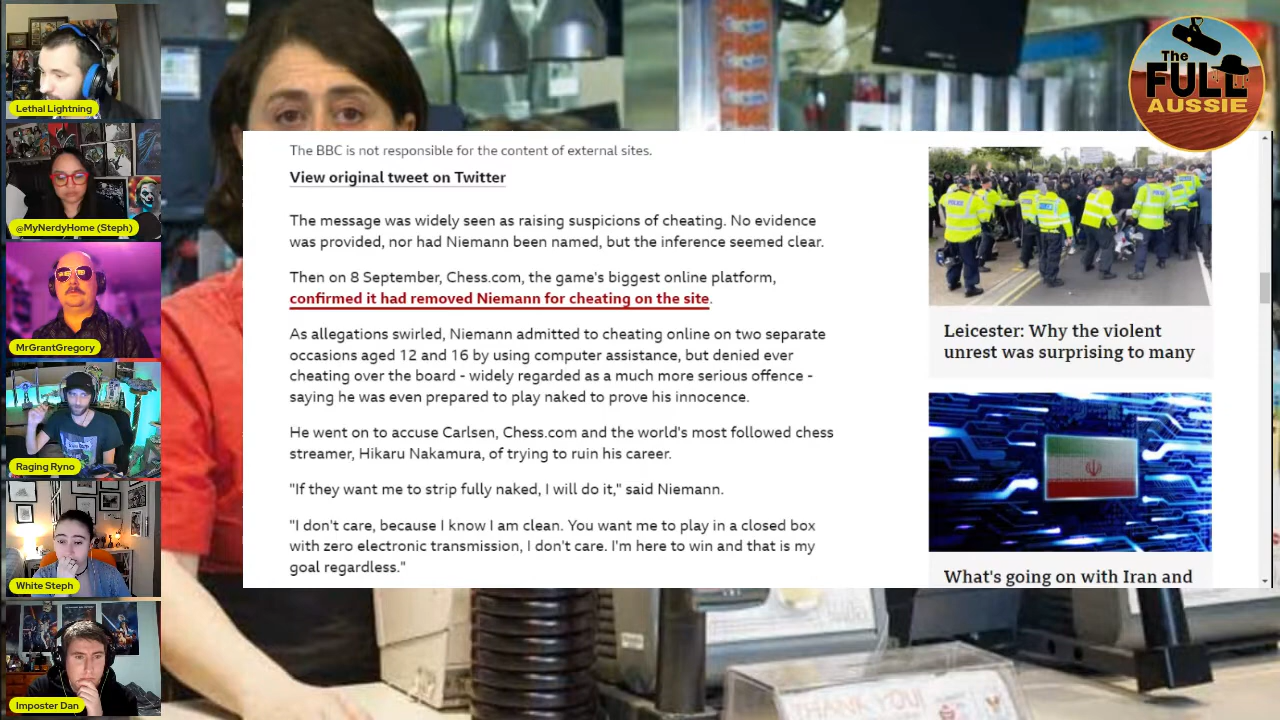 Lethal Lightning
@MyNerdyHome (Steph)
MrGrantGregory
Raging Ryno
White Steph
Imposter Dan
The
FULL
AUSSIE
The BBC is not responsible for the content of external sites.
View original tweet on Twitter
The message was widely seen as raising suspicions of cheating. No evidence
was provided, nor had Niemann been named, but the inference seemed clear.
Then on 8 September, Chess.com, the game's biggest online platform,
confirmed it had removed Niemann for cheating on the site.
As allegations swirled, Niemann admitted to cheating online on two separate
occasions aged 12 and 16 by using computer assistance, but denied ever
cheating over the board - widely regarded as a much more serious offence -
saying he was even prepared to play naked to prove his innocence.
He went on to accuse Carlsen, Chess.com and the world's most followed chess
streamer, Hikaru Nakamura, of trying to ruin his career.
"If they want me to strip fully naked, I will do it," said Niemann.
"I don't care, because I know I am clean. You want me to play in a closed box
with zero electronic transmission, I don't care. I'm here to win and that is my
goal regardless."
Leicester: Why the violent
unrest was surprising to many
What's going on with Iran and
THANK YOU